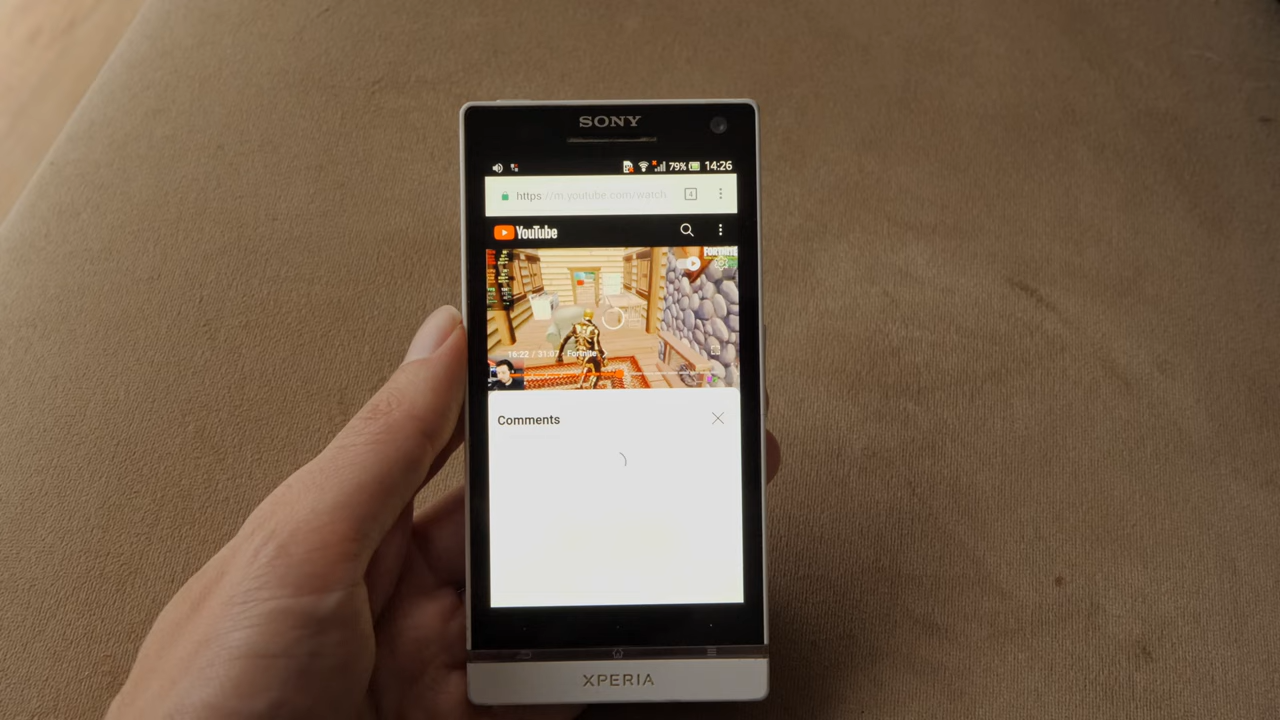 SONY
79% 14:26
https://m.youtube.com/watch 4
YouTube
FORTNITE
16:22 / 31:07 · Fortnite
Comments
XPERIA